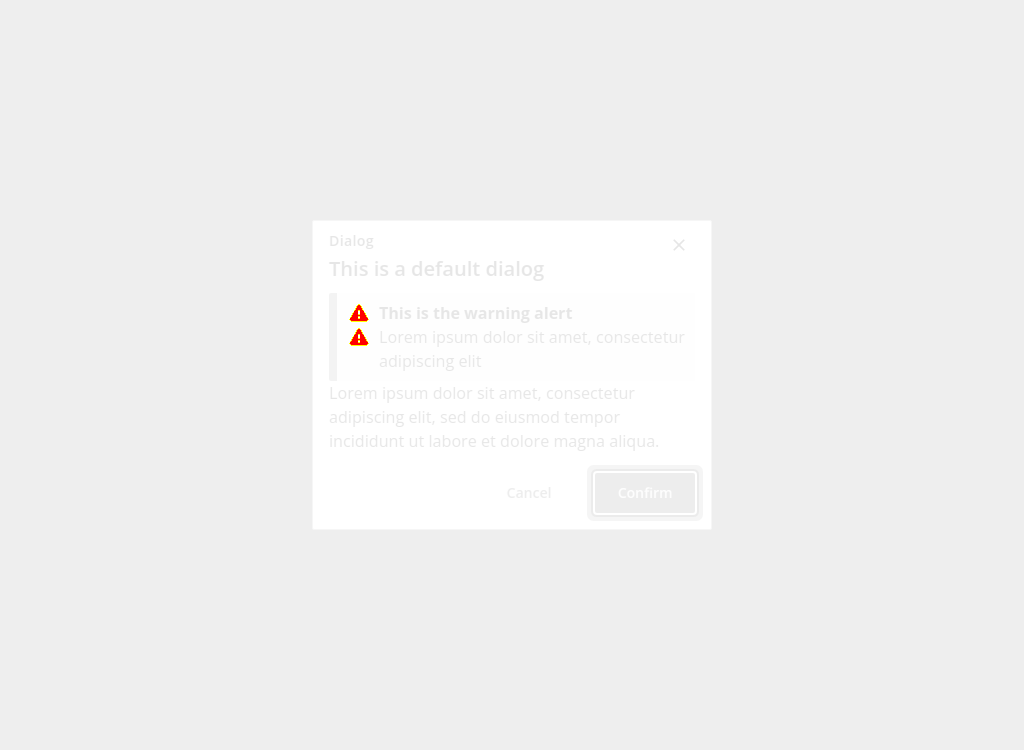 Dialog
This is a default dialog
This is the warning alert
Lorem ipsum dolor sit amet, consectetur
adipiscing elit
Lorem ipsum dolor sit amet, consectetur
adipiscing elit, sed do eiusmod tempor
incididunt ut labore et dolore magna aliqua.
Cancel Confirm